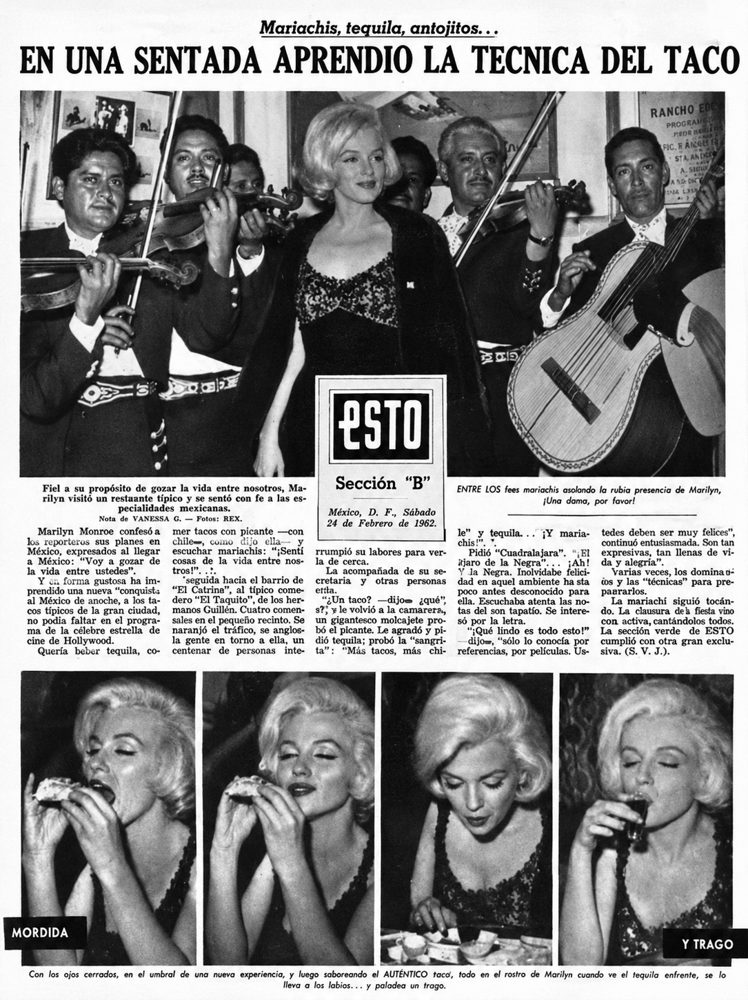 Mariachis, tequila, antojitos...
EN UNA SENTADA APRENDIO LA TECNICA DEL TACO
RANCHO
PROGRAMA
STA. ANITA
esto
Sección "B"
México, D. F., Sábado
24 de Febrero de 1962.
Fiel a su propósito de gozar la vida entre nosotros, Ma-
rilyn visitó un restaante típico y se sentó con fe a las es-
pecialidades mexicanas.
Nota de VANESSA G. — Fotos: REX.
ENTRE LOS fees mariachis asolando la rubia presencia de Marilyn,
¡Una dama, por favor!
Marilyn Monroe confesó a
los reporteros sus planes en
México, expresados al llegar
a México: "Voy a gozar de
la vida entre ustedes".
Y en forma gustosa ha im-
prendido una nueva "conquista
al México de anoche, a los ta-
cos típicos de la gran ciudad,
no podia faltar en el progra-
ma de la célebre estrella de
cine de Hollywood.
Quería beber tequila, co-
mer tacos con picante —con
chile—, como dijo ella— y
escuchar mariachis: "¡Sentí
cosas de la vida entre nos-
tros!". .:.
"seguida hacia el barrio de
"El Catrina", al típico come-
dero "El Taquito", de los her-
manos Guillén. Cuatro comen-
sales en el pequeño recinto. Se
naranjó el tráfico, se anglos-
la gente en torno a ella, un
centenar de personas inte-
rrumpió su labores para ver-
la de cerca.
La acompañada de su se-
cretaria y otras personas
enta.
"¿Un taco? —dijo= ¿qué",
s?¡ y le volvió a la camarera,
un gigantesco molcajete pro-
bó el picante. Le agradó y pi-
dió tequila; probó la "sangri-
ta": "Más tacos, más chi-
le" y tequila... ¡Y maria-
chis!". ".
Pidió "Cuadralajara". "¡El
ájaro de la Negra"... ¡Ah!
Y la Negra. Inolvidabe felici-
dad en aquel ambiente ha sta
poco antes desconocido para
ella. Escuchaba atenta las no-
tas del son tapatío. Se intere-
só por la letra.
"¡Qué lindo es todo esto!"
—dijo=, "sólo lo conocía por
referencias, por películas. Us-
tedes deben ser muy felices",
continuó entusasmada. Son tan
expresivas, tan llenas de vi-
da y alegría".
Varias veces, los domina
os y las "técnicas" para pre-
paararlos.
La mariachi siguió tocán-
do. La clausura de la fiesta vino
con activa, cantándolos todos.
La sección verde de ESTO
cumplió con otra gran exclu-
siva. (S. V. J.).
MORDIDA
Y TRAGO
Con los ojos cerrados, en el umbral de una nueva experiencia, y luego saboreando el AUTÉNTICO taco, todo en el rostro de Marilyn cuando ve el tequila enfrente, se lo
lleva a los labios... y paladea un trago.